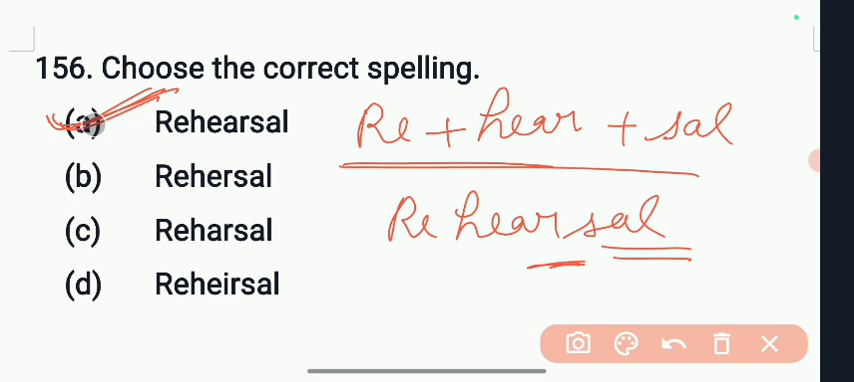 156. Choose the correct spelling.
(a) Rehearsal
Re + hear + sal
(b) Rehersal
(c) Reharsal
Rehearsal
(d) Reheirsal